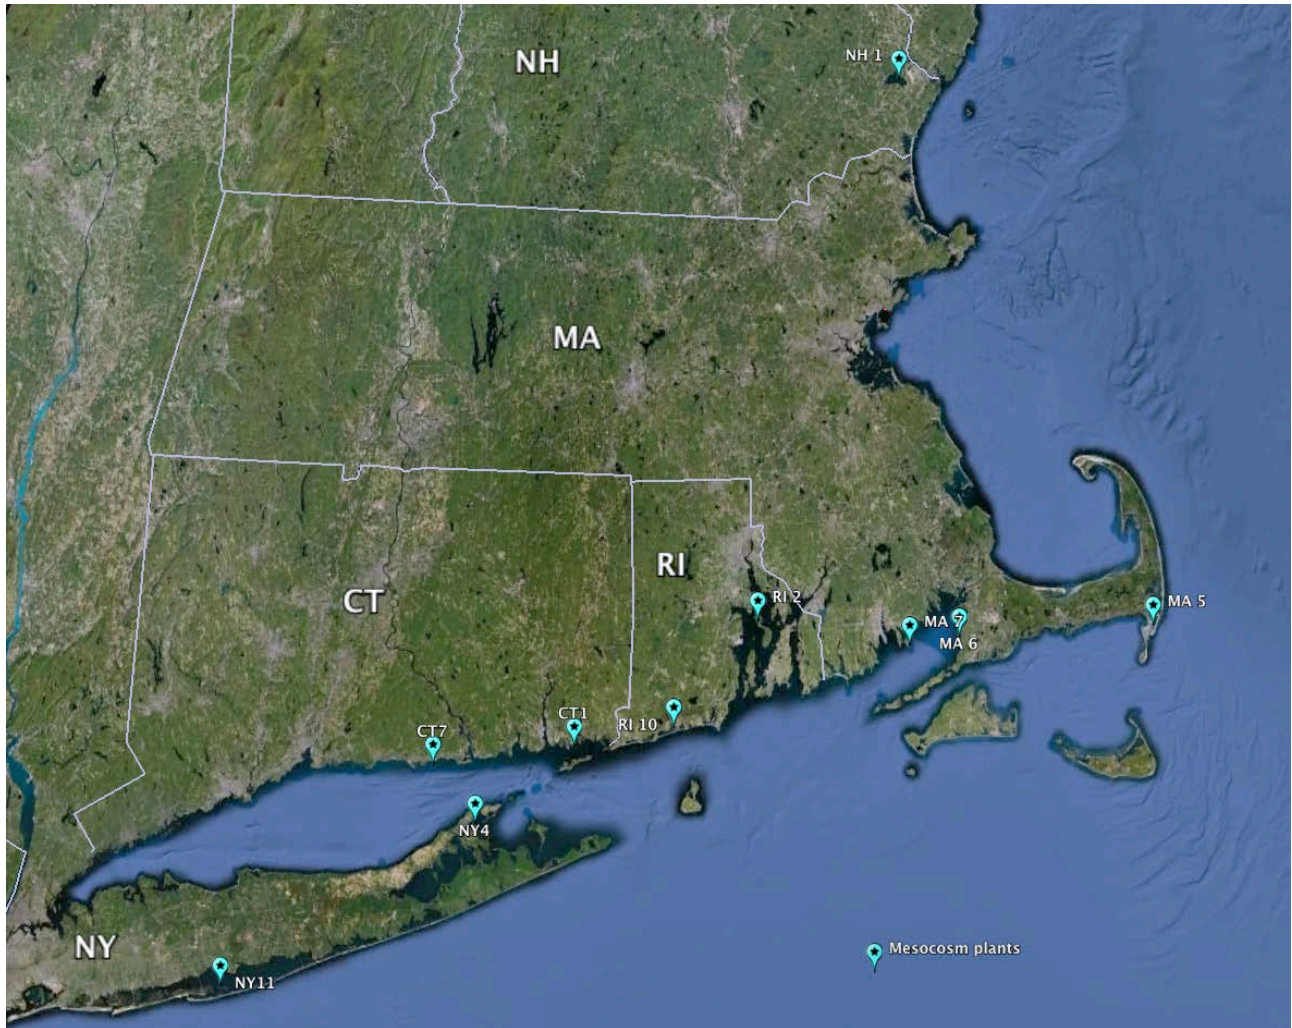 NH 1
NH
MA
RI
CT
RI 2
MA 5
MA 7
MA 6
CT7
CT1
RI 10
NY4
NY
NY11
Mesocosm plants